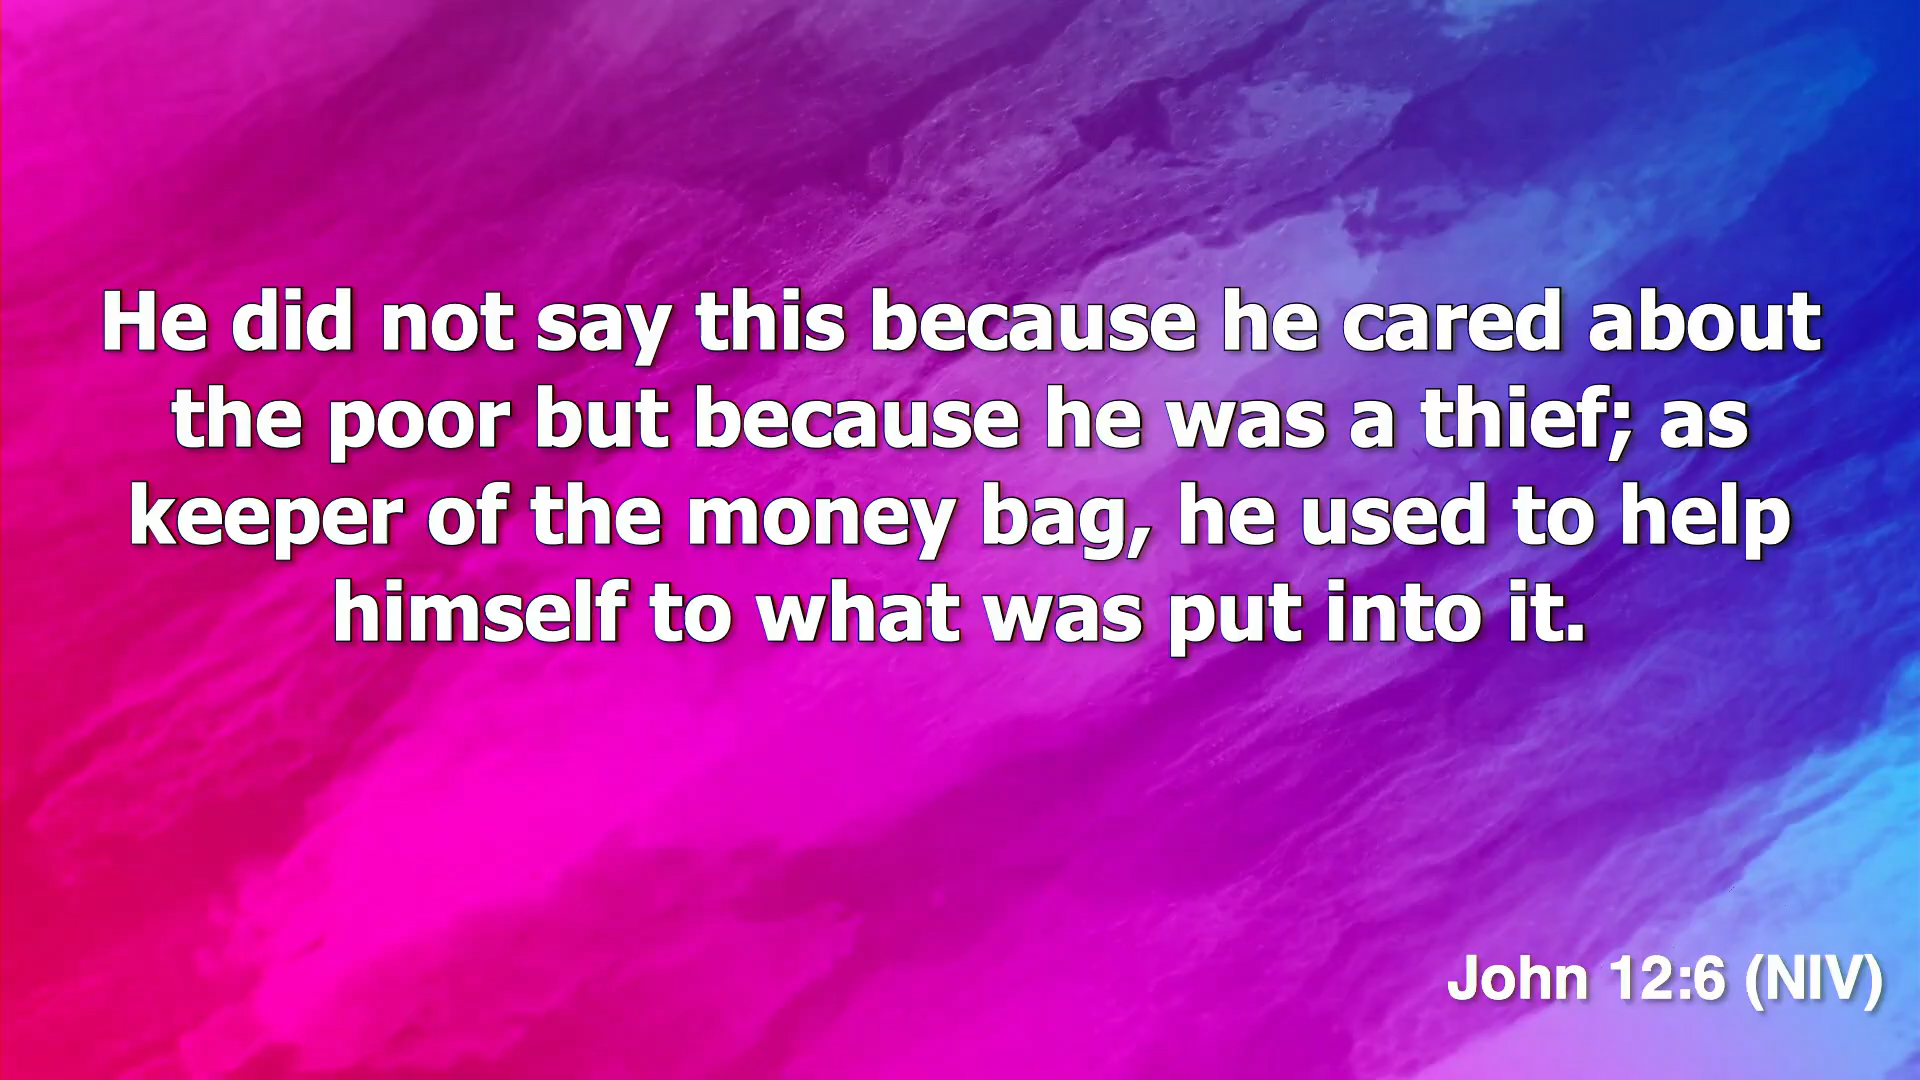 He did not say this because he cared about
the poor but because he was a thief; as
keeper of the money bag, he used to help
himself to what was put into it.
John 12:6 (NIV)